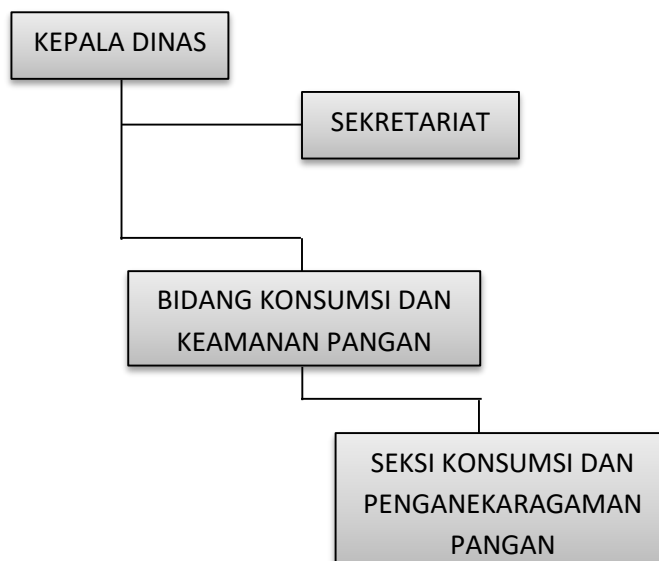 KEPALA DINAS
SEKRETARIAT
BIDANG KONSUMSI DAN
KEAMANAN PANGAN
SEKSI KONSUMSI DAN
PENGANEKARAGAMAN
PANGAN